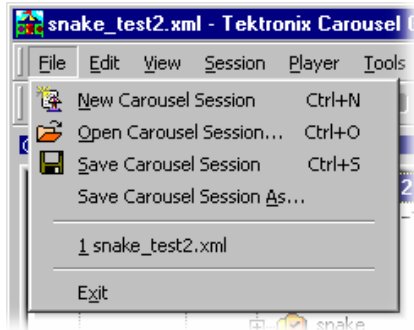 snake_test2.xml - Tektronix Carousel
File Edit View Session Player Tools
New Carousel Session Ctrl+N
Open Carousel Session... Ctrl+O
Save Carousel Session Ctrl+S
Save Carousel Session As...
1 snake_test2.xml
Exit
snake